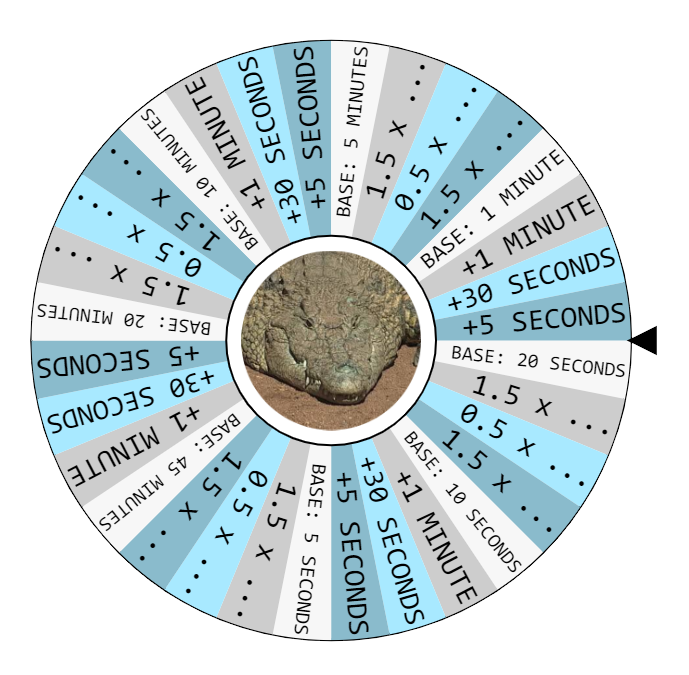 BASE: 5 MINUTES
1.5 x ...
0.5 x ...
1.5 x ...
BASE: 1 MINUTE
+1 MINUTE
+30 SECONDS
+5 SECONDS
BASE: 20 SECONDS
1.5 x ...
0.5 x ...
1.5 x ...
BASE: 10 SECONDS
+1 MINUTE
+30 SECONDS
+5 SECONDS
BASE: 5 SECONDS
1.5 x ...
0.5 x ...
1.5 x ...
BASE: 45 MINUTES
+1 MINUTE
+30 SECONDS
+5 SECONDS
BASE: 20 MINUTES
1.5 x ...
0.5 x ...
1.5 x ...
BASE: 10 MINUTES
+1 MINUTE
+30 SECONDS
+5 SECONDS